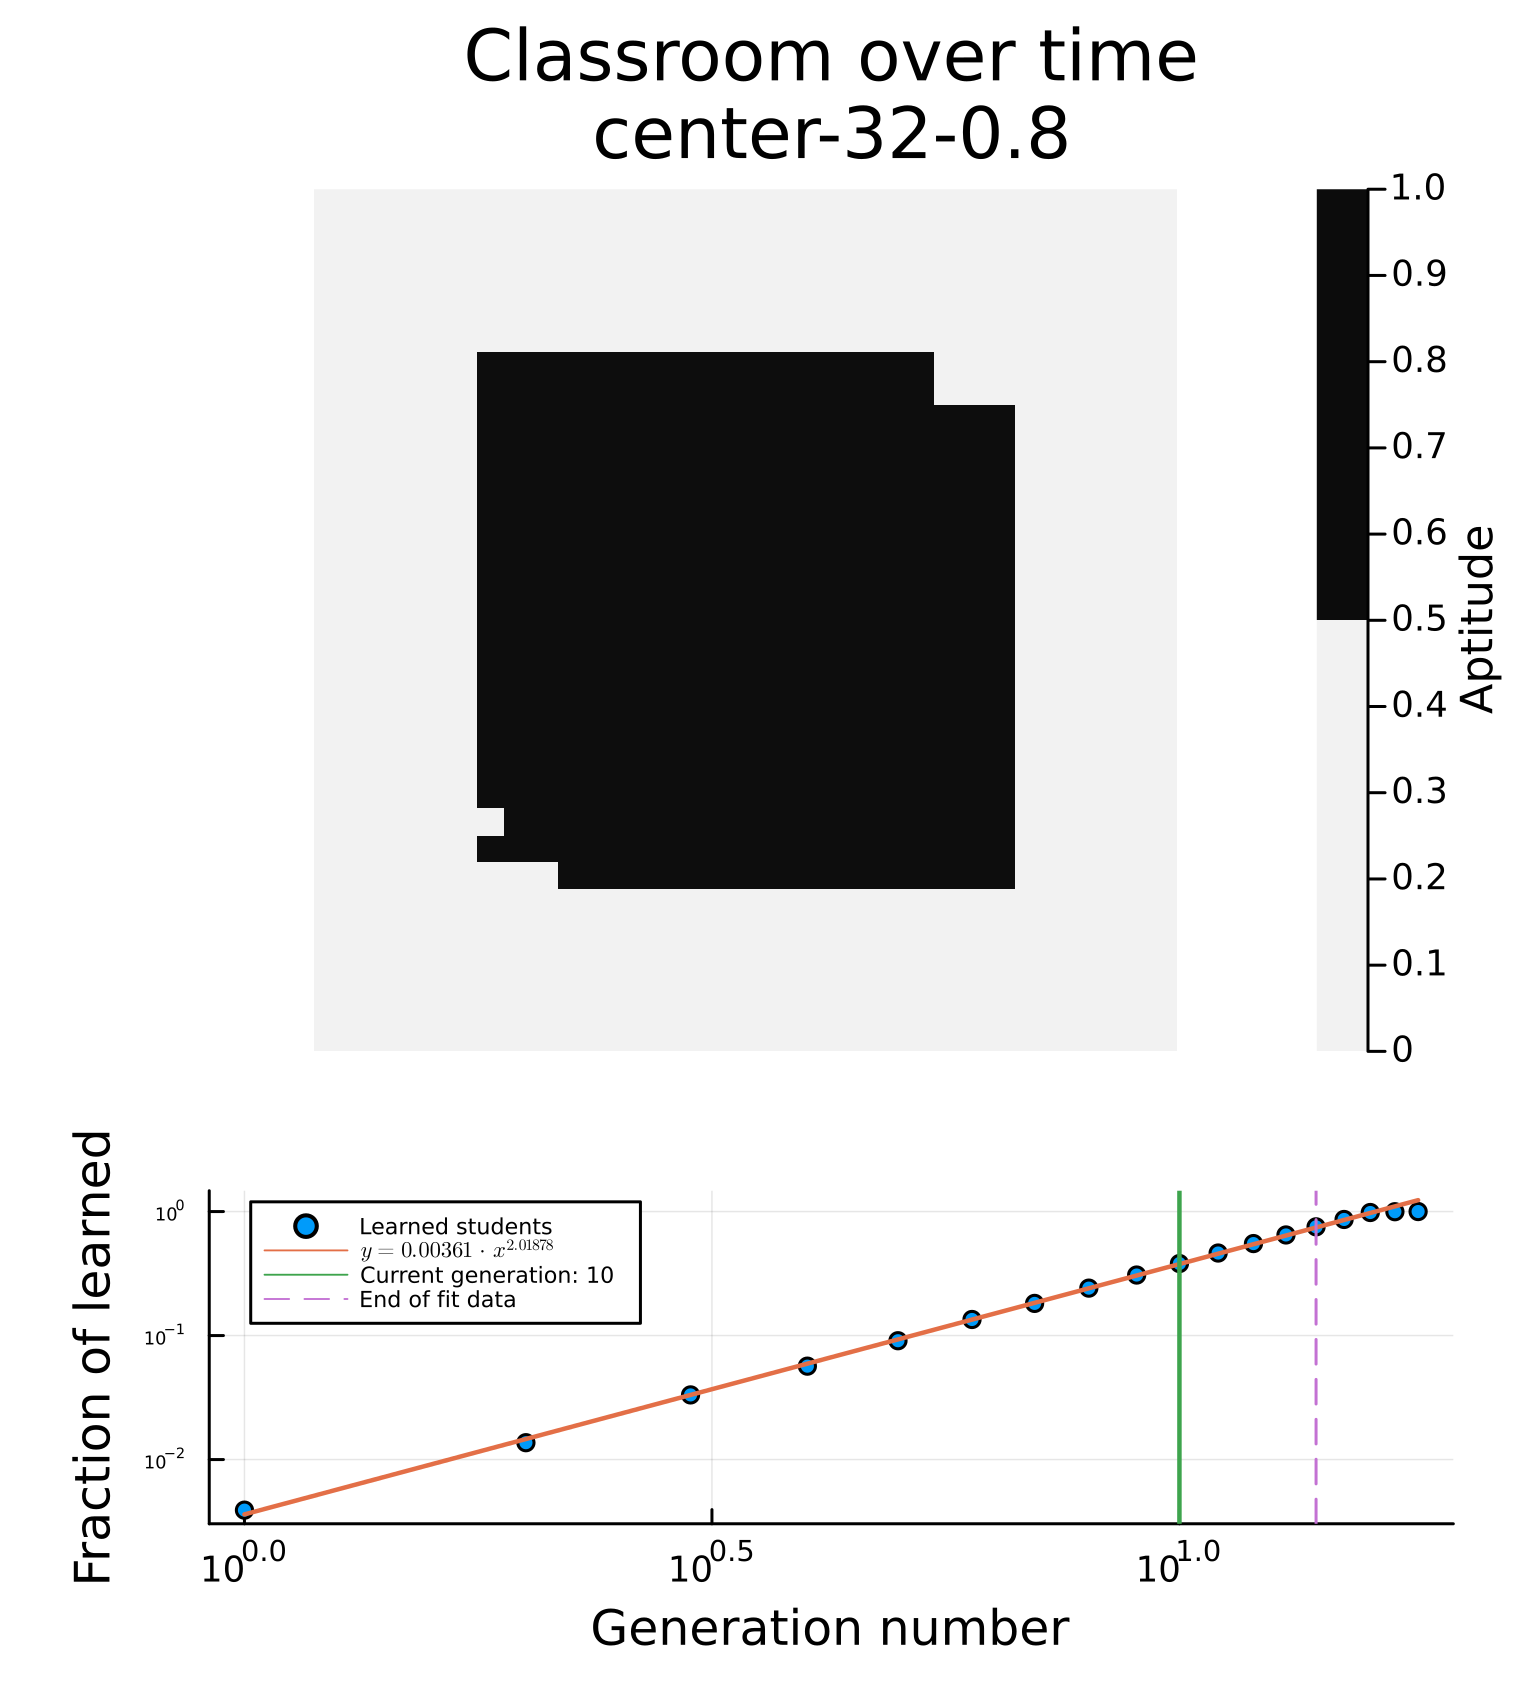 Classroom over time
center-32-0.8
1.0
0.9
0.8
0.7
0.6
0.5
0.4
0.3
0.2
0.1
0
Aptitude
Fraction of learned
10⁰
10⁻¹
10⁻²
Learned students
y = 0.00361 · x^2.01878
Current generation: 10
End of fit data
10^0.0
10^0.5
10^1.0
Generation number